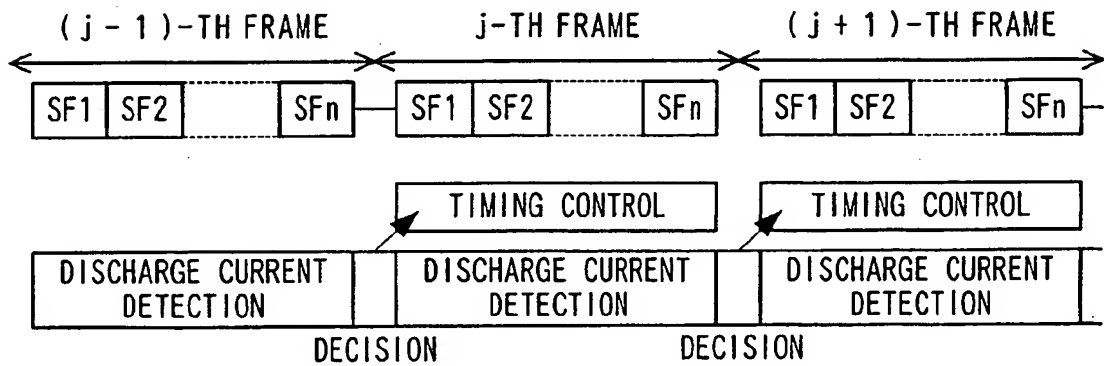 (j-1)-TH FRAME j-TH FRAME (j+1)-TH FRAME
SF1 SF2 SFn SF1 SF2 SFn SF1 SF2 SFn
TIMING CONTROL TIMING CONTROL
DISCHARGE CURRENT DETECTION DISCHARGE CURRENT DETECTION DISCHARGE CURRENT DETECTION
DECISION DECISION